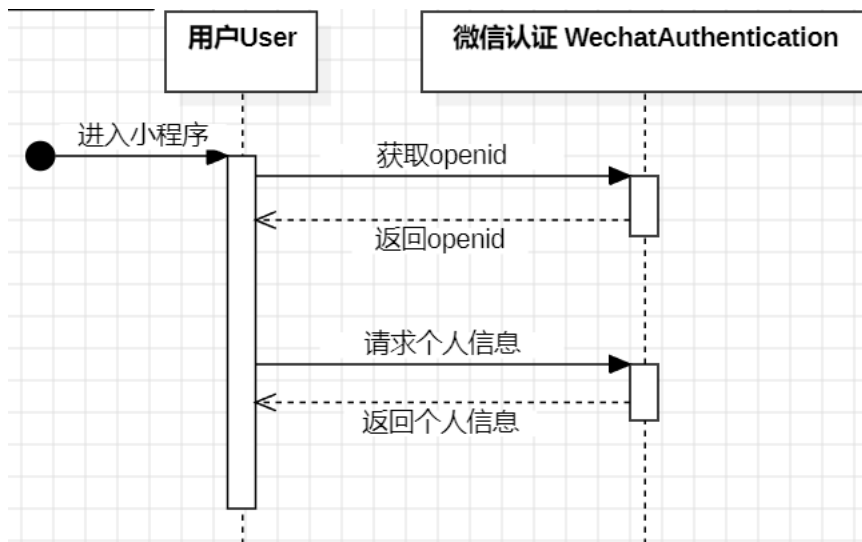 用户User
微信认证 WechatAuthentication
进入小程序
获取openid
返回openid
请求个人信息
返回个人信息